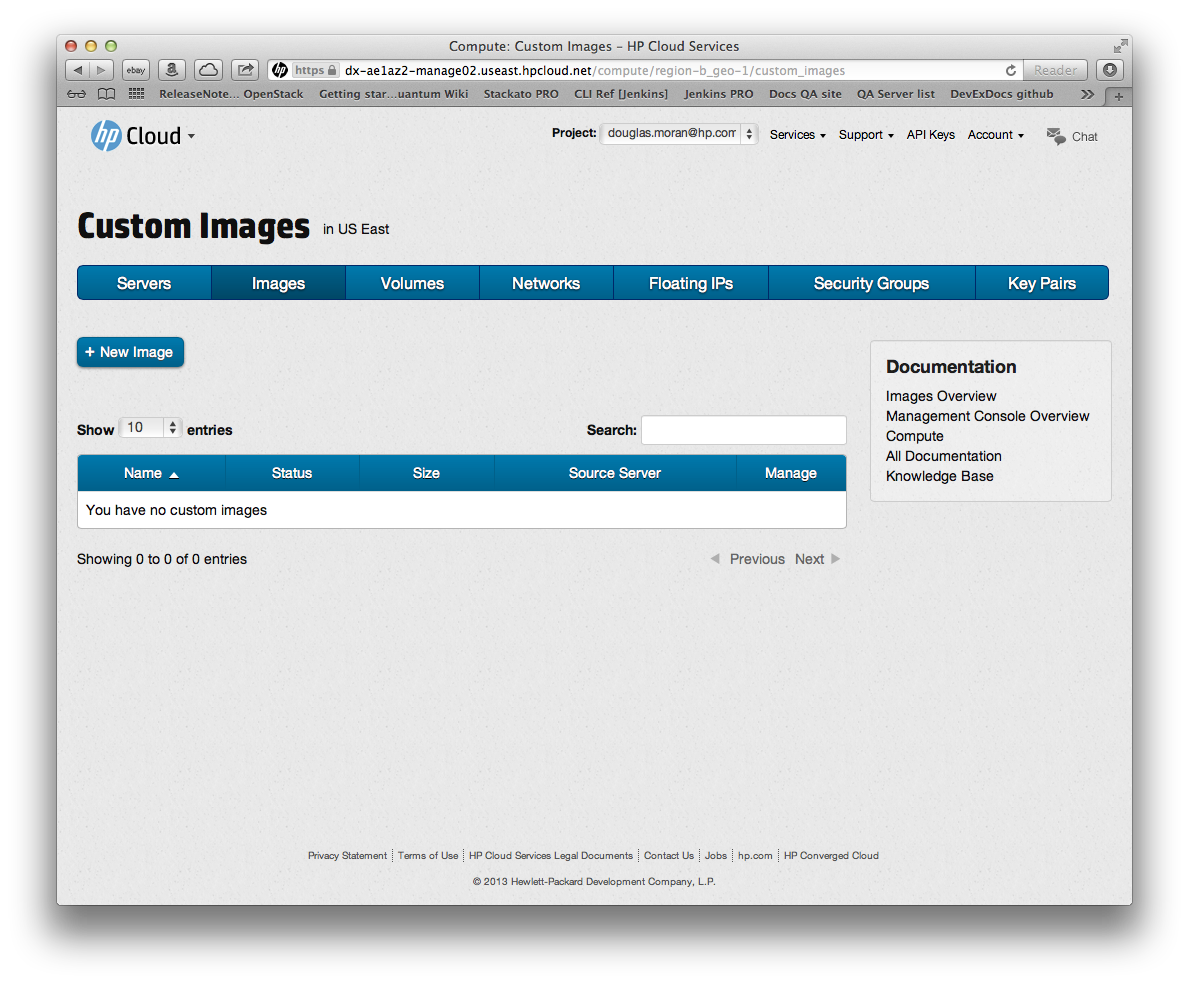 Compute: Custom Images – HP Cloud Services
ebay a hp https dx-ae1az2-manage02.useast.hpcloud.net/compute/region-b_geo-1/custom_images Reader
ReleaseNote... OpenStack Getting star...uantum Wiki Stackato PRO CLI Ref [Jenkins] Jenkins PRO Docs QA site QA Server list DevExDocs github >> +
hp Cloud Project: douglas.moran@hp.com Services Support API Keys Account Chat
Custom Images in US East
Servers Images Volumes Networks Floating IPs Security Groups Key Pairs
+ New Image
Show 10 entries Search:
Name Status Size Source Server Manage
You have no custom images
Showing 0 to 0 of 0 entries Previous Next
Documentation
Images Overview
Management Console Overview
Compute
All Documentation
Knowledge Base
Privacy Statement Terms of Use HP Cloud Services Legal Documents Contact Us Jobs hp.com HP Converged Cloud
© 2013 Hewlett-Packard Development Company, L.P.